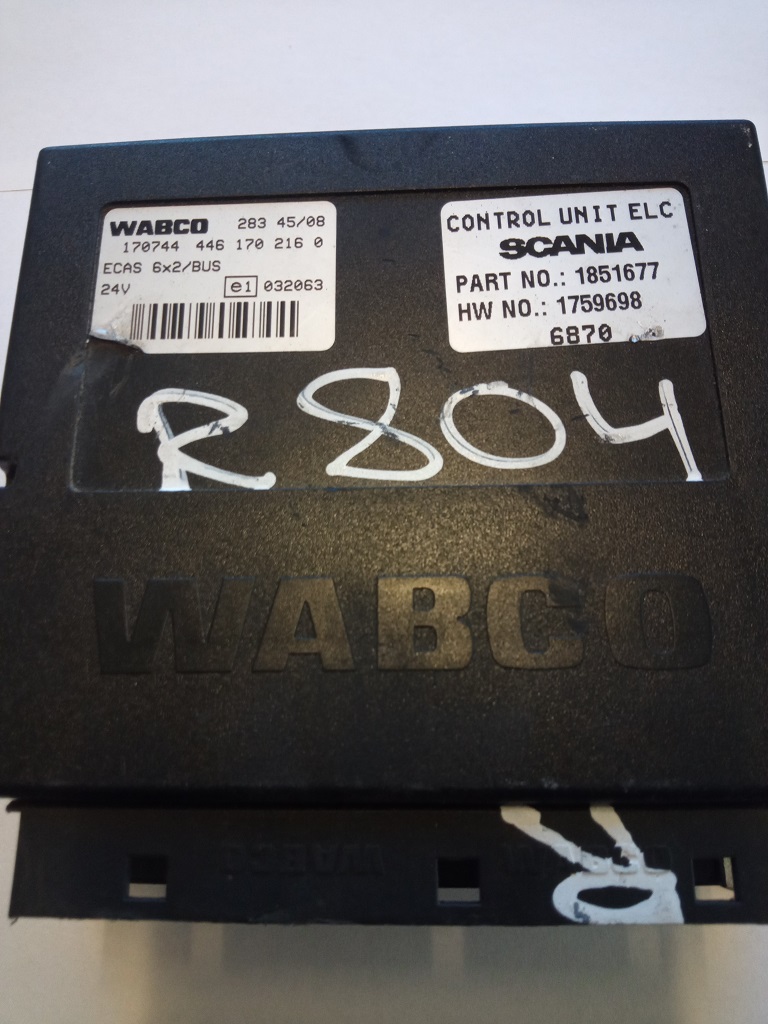 WABCO 283 45/08
170744 446 170 216 0
ECAS 6x2/BUS
24V e1 032063
CONTROL UNIT ELC
SCANIA
PART NO.: 1851677
HW NO.: 1759698
6870
R804
WABCO